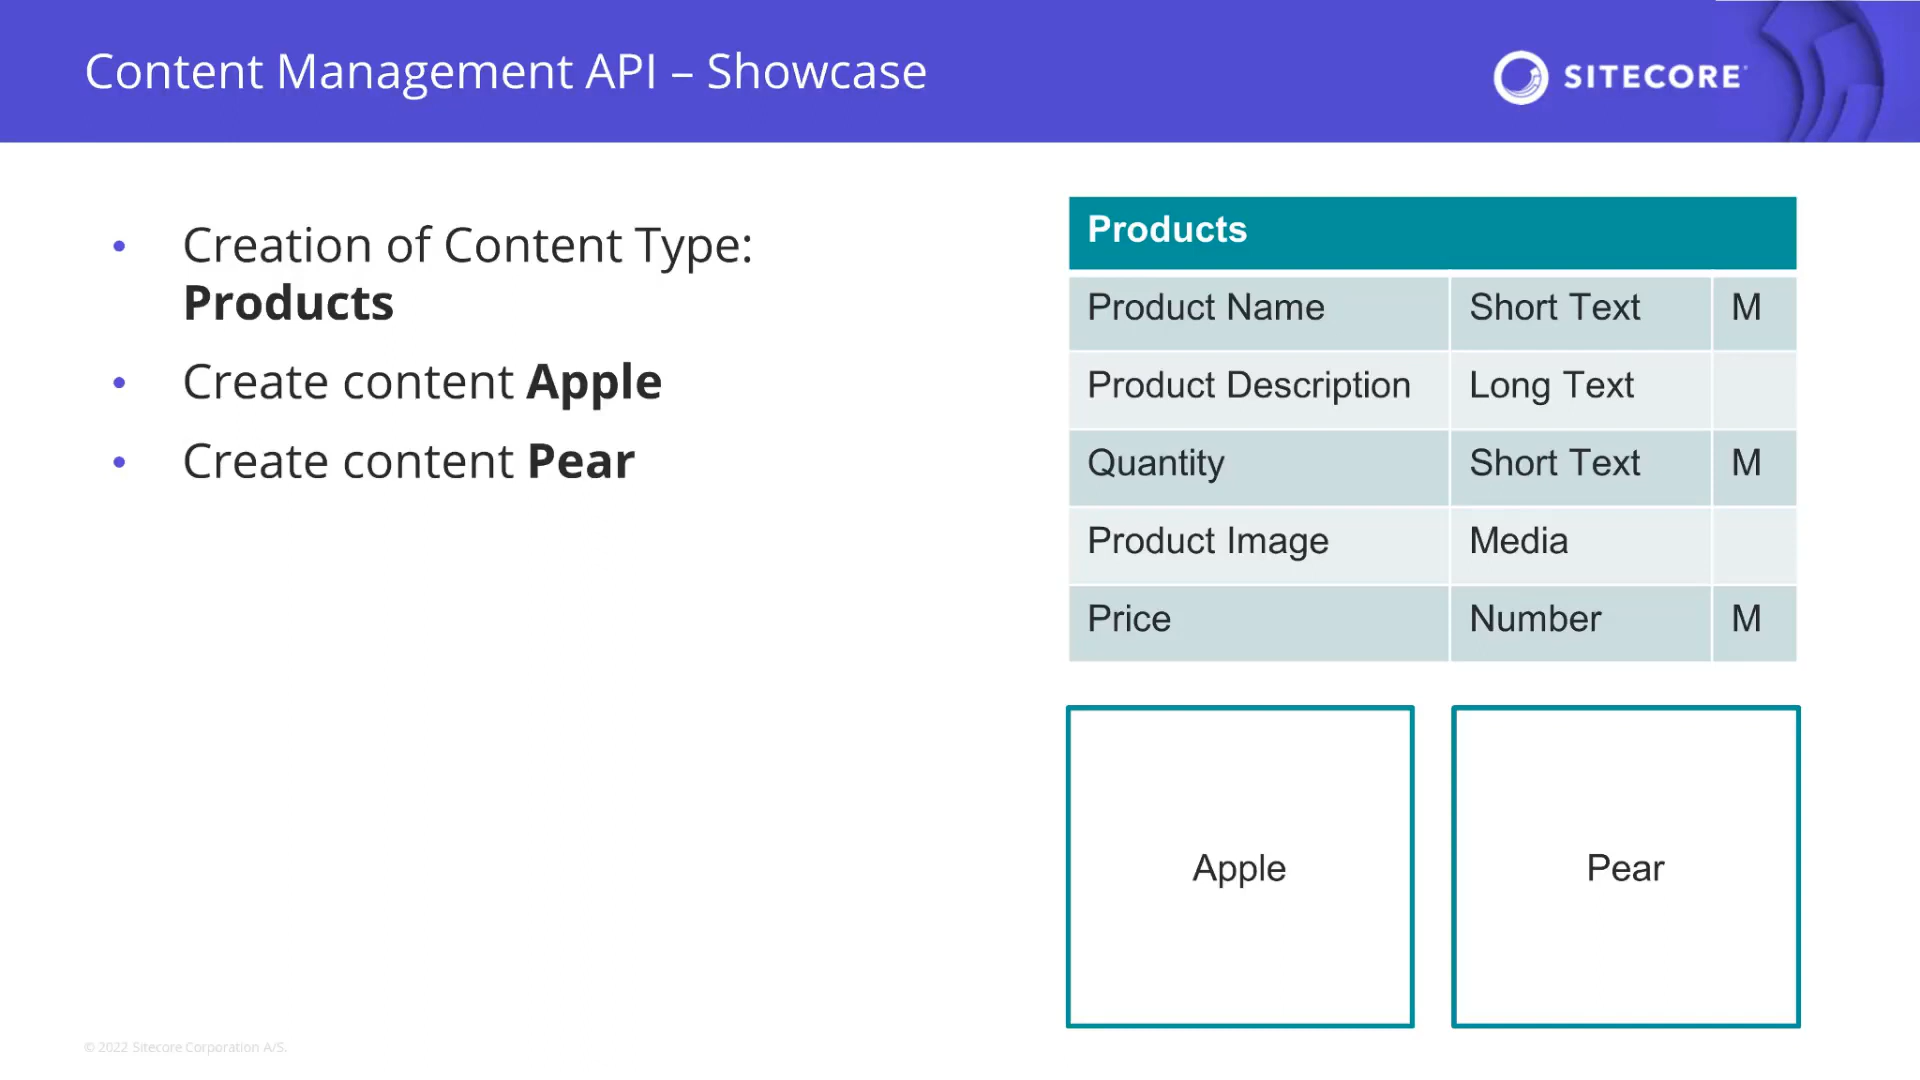 Content Management API – Showcase
SITECORE
• Creation of Content Type:
Products
• Create content Apple
• Create content Pear
Products
Product Name Short Text M
Product Description Long Text
Quantity Short Text M
Product Image Media
Price Number M
Apple
Pear
© 2022 Sitecore Corporation A/S.